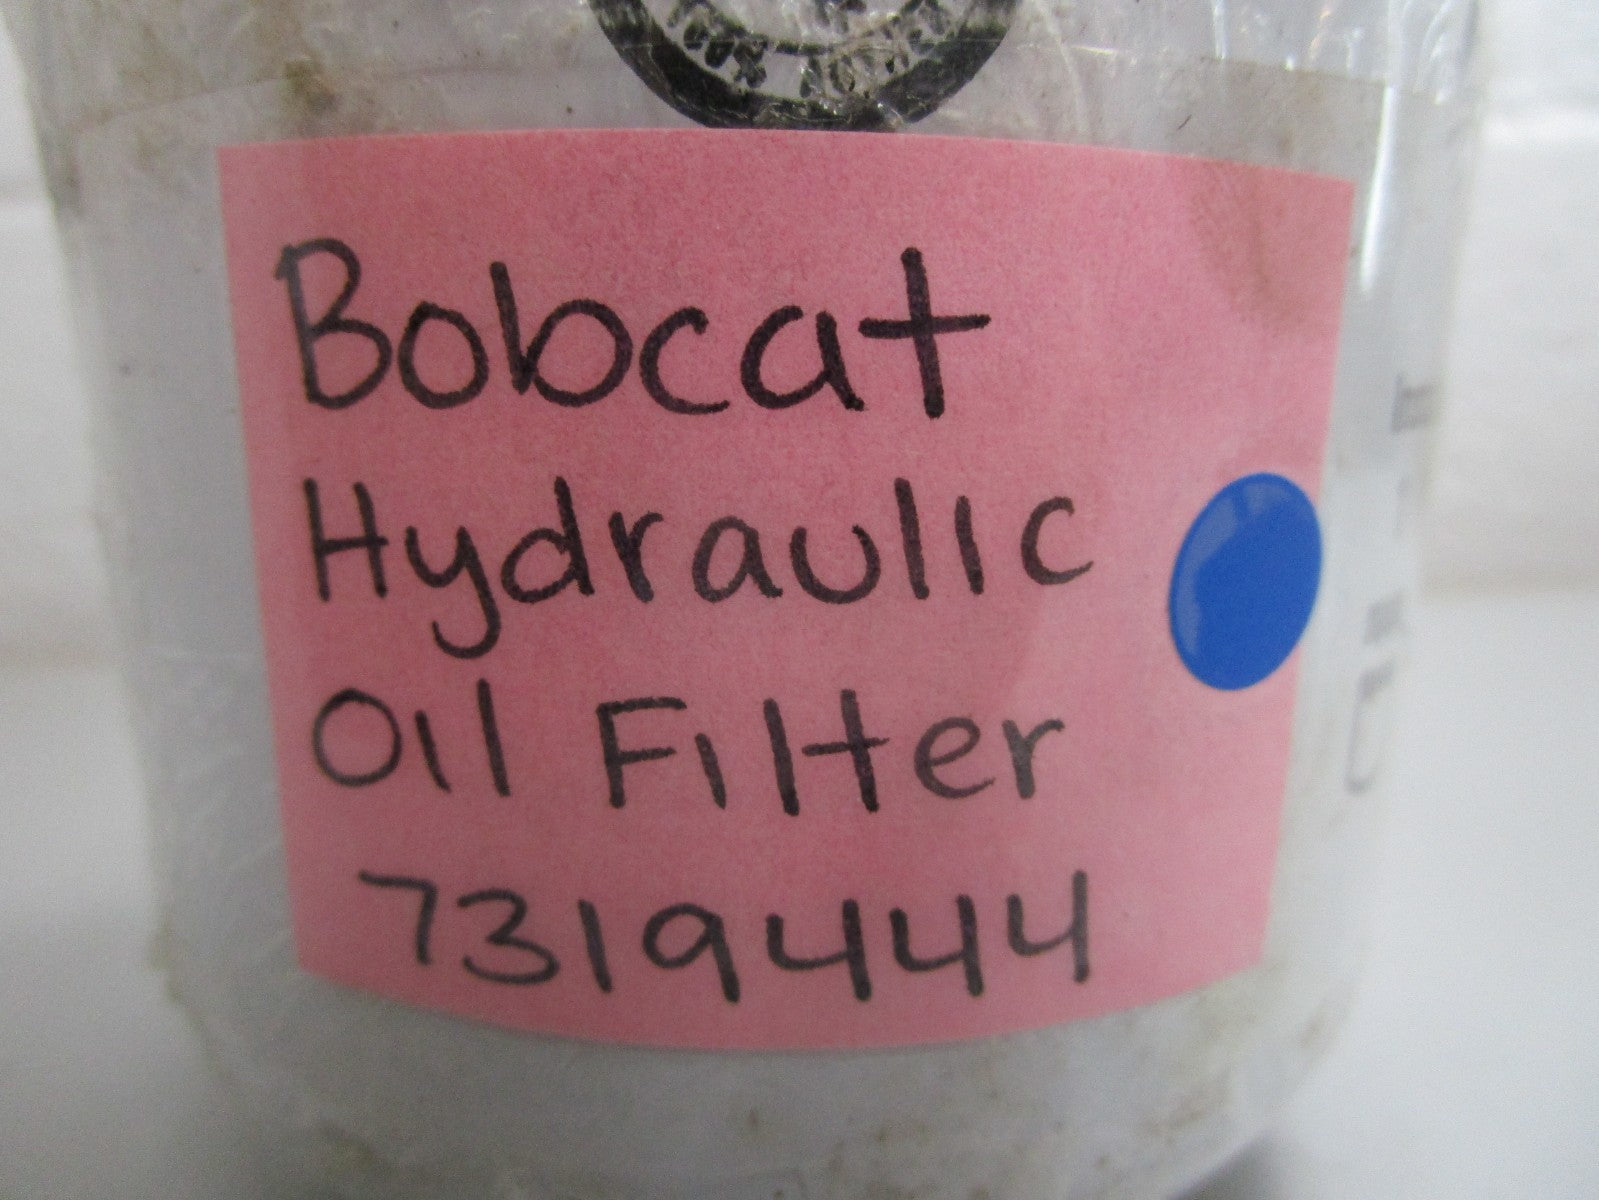 Bobcat
Hydraulic
Oil Filter
7319444